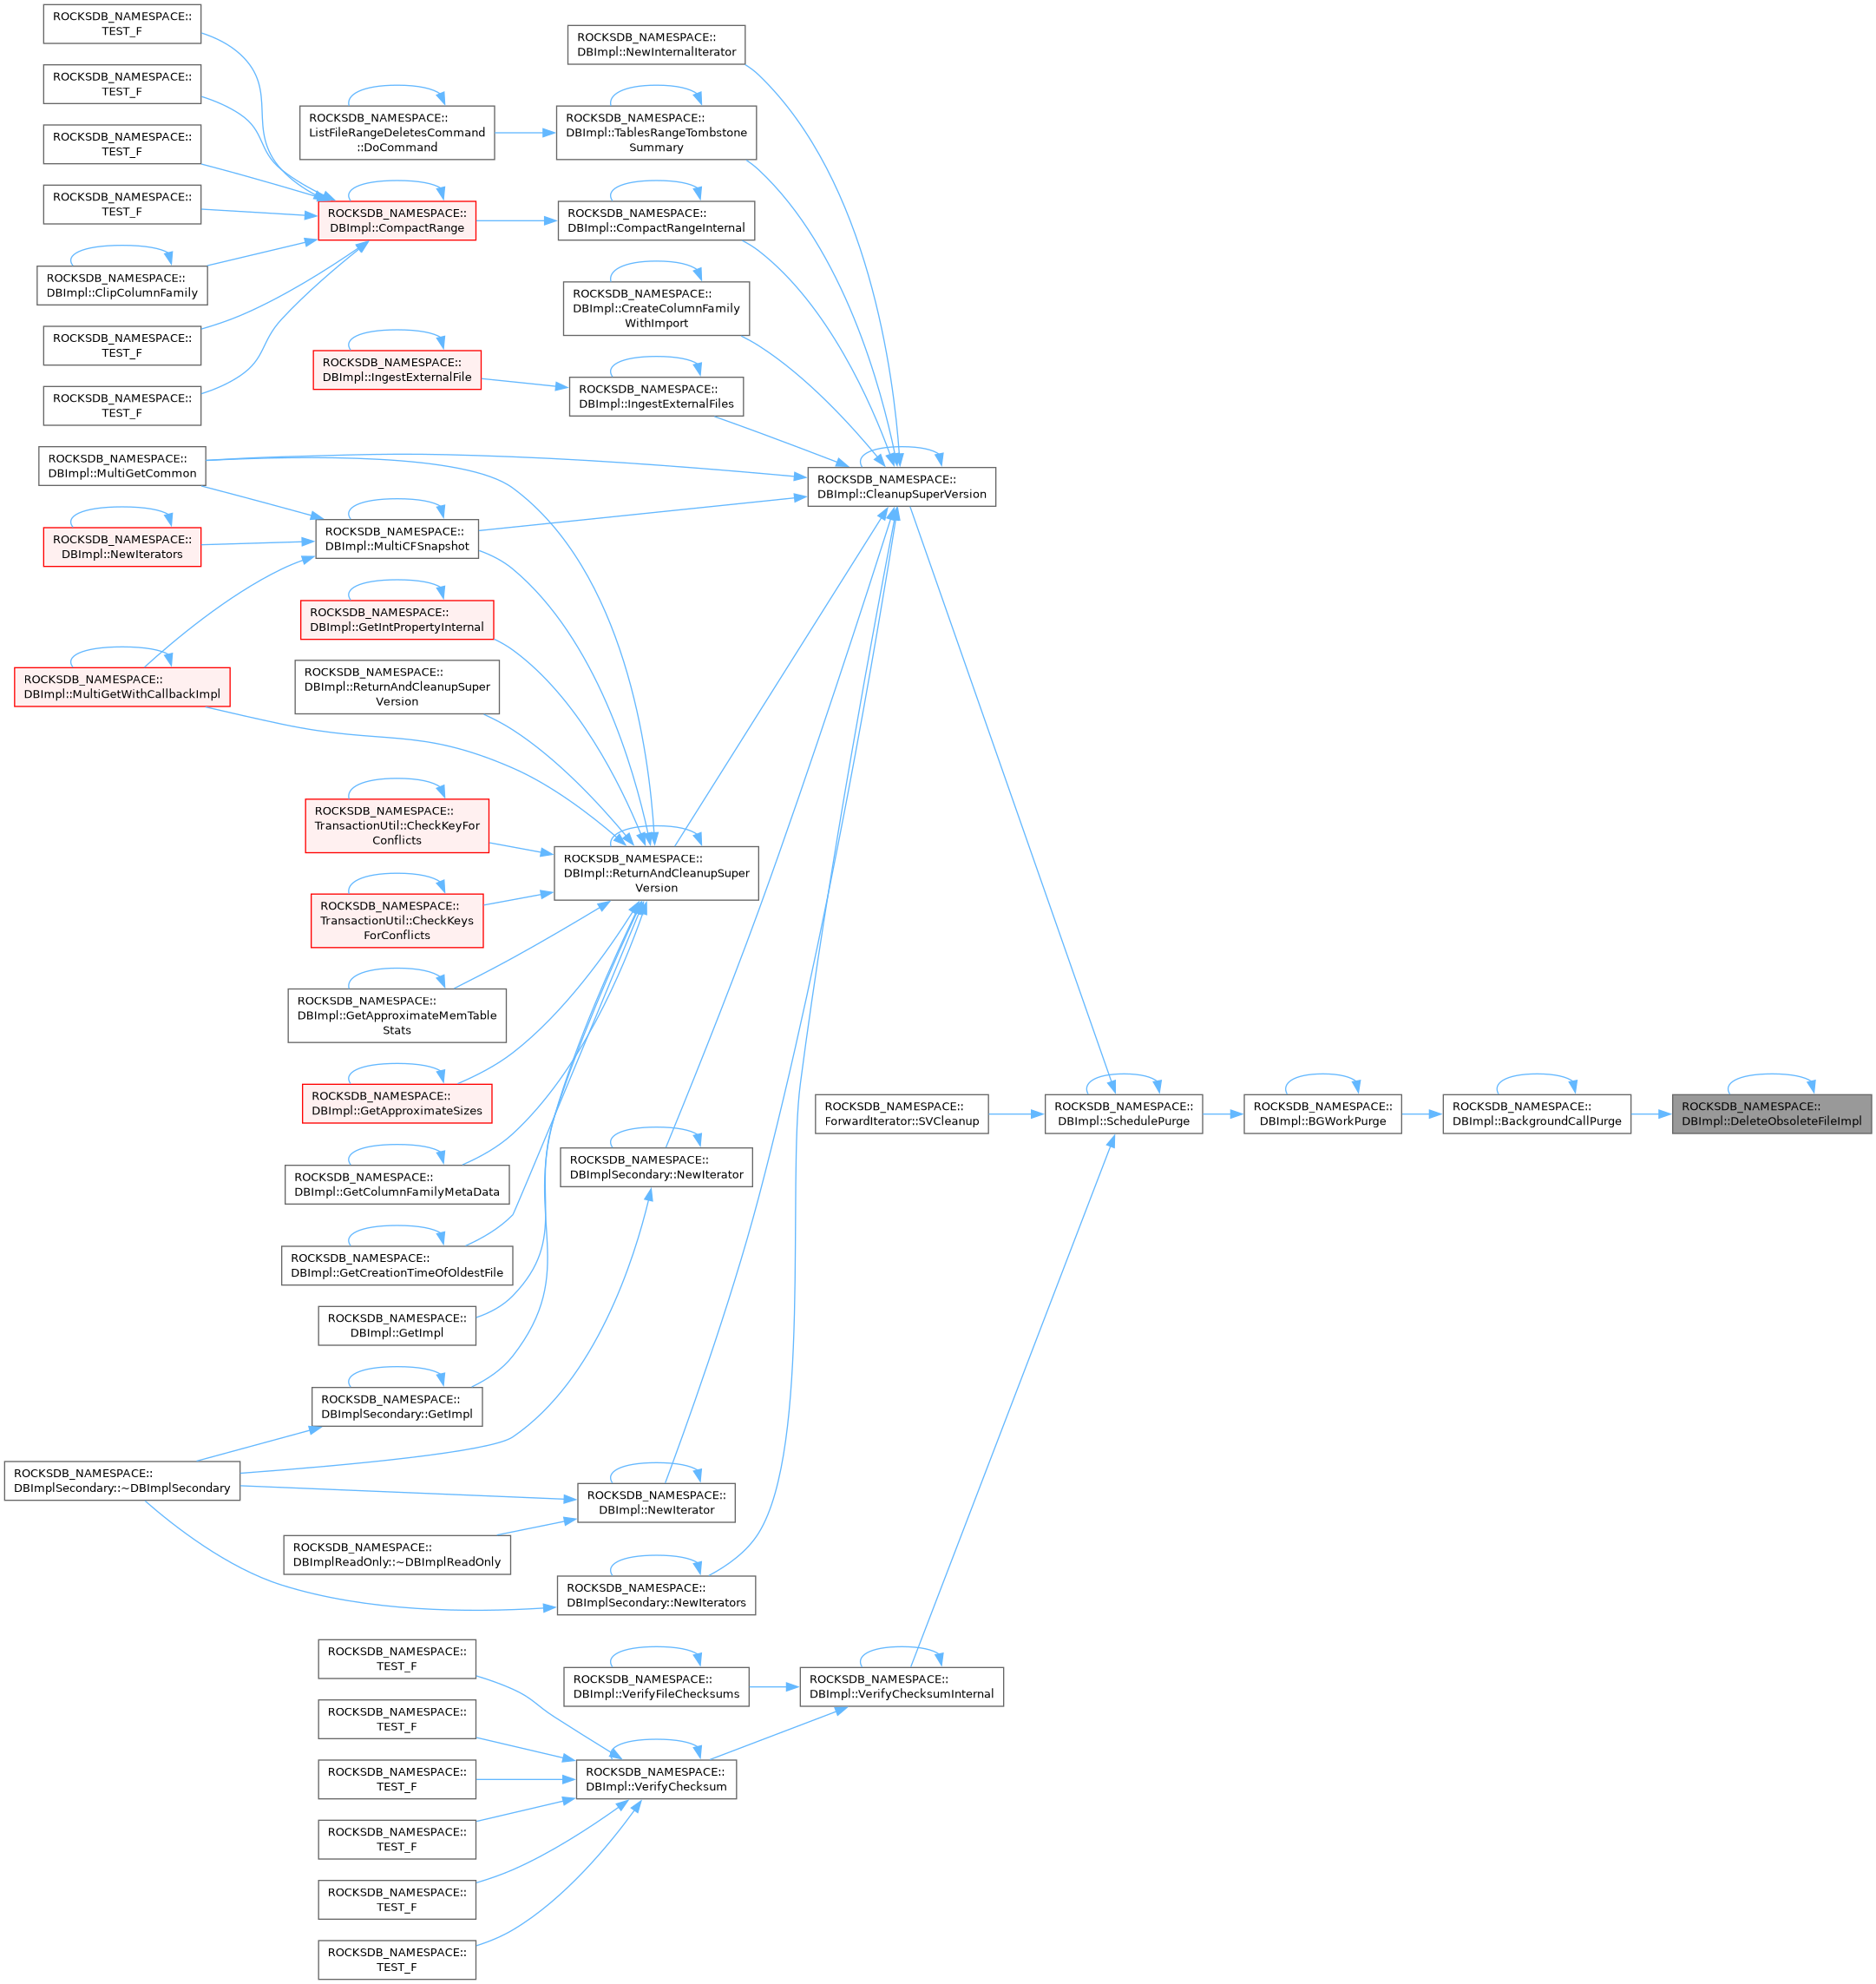 ROCKSDB_NAMESPACE::
TEST_F
ROCKSDB_NAMESPACE::
TEST_F
ROCKSDB_NAMESPACE::
TEST_F
ROCKSDB_NAMESPACE::
TEST_F
ROCKSDB_NAMESPACE::
DBImpl::ClipColumnFamily
ROCKSDB_NAMESPACE::
TEST_F
ROCKSDB_NAMESPACE::
TEST_F
ROCKSDB_NAMESPACE::
DBImpl::MultiGetCommon
ROCKSDB_NAMESPACE::
DBImpl::NewIterators
ROCKSDB_NAMESPACE::
DBImpl::MultiGetWithCallbackImpl
ROCKSDB_NAMESPACE::
DBImplSecondary::~DBImplSecondary
ROCKSDB_NAMESPACE::
ListFileRangeDeletesCommand
::DoCommand
ROCKSDB_NAMESPACE::
DBImpl::CompactRange
ROCKSDB_NAMESPACE::
DBImpl::IngestExternalFile
ROCKSDB_NAMESPACE::
DBImpl::MultiCFSnapshot
ROCKSDB_NAMESPACE::
DBImpl::GetIntPropertyInternal
ROCKSDB_NAMESPACE::
DBImpl::ReturnAndCleanupSuper
Version
ROCKSDB_NAMESPACE::
TransactionUtil::CheckKeyFor
Conflicts
ROCKSDB_NAMESPACE::
TransactionUtil::CheckKeys
ForConflicts
ROCKSDB_NAMESPACE::
DBImpl::GetApproximateMemTable
Stats
ROCKSDB_NAMESPACE::
DBImpl::GetApproximateSizes
ROCKSDB_NAMESPACE::
DBImpl::GetColumnFamilyMetaData
ROCKSDB_NAMESPACE::
DBImpl::GetCreationTimeOfOldestFile
ROCKSDB_NAMESPACE::
DBImpl::GetImpl
ROCKSDB_NAMESPACE::
DBImplSecondary::GetImpl
ROCKSDB_NAMESPACE::
DBImplReadOnly::~DBImplReadOnly
ROCKSDB_NAMESPACE::
TEST_F
ROCKSDB_NAMESPACE::
TEST_F
ROCKSDB_NAMESPACE::
TEST_F
ROCKSDB_NAMESPACE::
TEST_F
ROCKSDB_NAMESPACE::
TEST_F
ROCKSDB_NAMESPACE::
TEST_F
ROCKSDB_NAMESPACE::
DBImpl::NewInternalIterator
ROCKSDB_NAMESPACE::
DBImpl::TablesRangeTombstone
Summary
ROCKSDB_NAMESPACE::
DBImpl::CompactRangeInternal
ROCKSDB_NAMESPACE::
DBImpl::CreateColumnFamily
WithImport
ROCKSDB_NAMESPACE::
DBImpl::IngestExternalFiles
ROCKSDB_NAMESPACE::
DBImpl::ReturnAndCleanupSuper
Version
ROCKSDB_NAMESPACE::
DBImplSecondary::NewIterator
ROCKSDB_NAMESPACE::
DBImpl::NewIterator
ROCKSDB_NAMESPACE::
DBImplSecondary::NewIterators
ROCKSDB_NAMESPACE::
DBImpl::VerifyFileChecksums
ROCKSDB_NAMESPACE::
DBImpl::VerifyChecksum
ROCKSDB_NAMESPACE::
DBImpl::CleanupSuperVersion
ROCKSDB_NAMESPACE::
ForwardIterator::SVCleanup
ROCKSDB_NAMESPACE::
DBImpl::VerifyChecksumInternal
ROCKSDB_NAMESPACE::
DBImpl::SchedulePurge
ROCKSDB_NAMESPACE::
DBImpl::BGWorkPurge
ROCKSDB_NAMESPACE::
DBImpl::BackgroundCallPurge
ROCKSDB_NAMESPACE::
DBImpl::DeleteObsoleteFileImpl